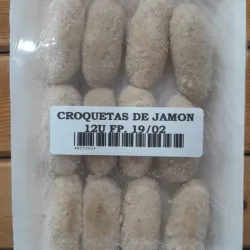 CROQUETAS DE JAMON
12U FP. 19/02